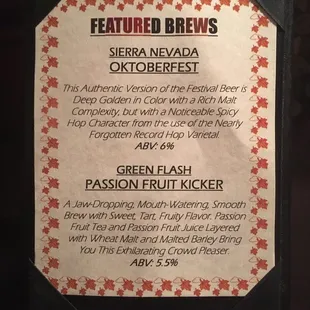 FEATURED BREWS
SIERRA NEVADA
OKTOBERFEST
This Authentic Version of the Festival Beer is
Deep Golden in Color with a Rich Malt
Complexity, but with a Noticeable Spicy
Hop Character from the use of the Nearly
Forgotten Record Hop Varietal.
ABV: 6%
GREEN FLASH
PASSION FRUIT KICKER
A Jaw-Dropping, Mouth-Watering, Smooth
Brew with Sweet, Tart, Fruity Flavor. Passion
Fruit Tea and Passion Fruit Juice Layered
with Wheat Malt and Malted Barley Bring
You This Exhilarating Crowd Pleaser.
ABV: 5.5%